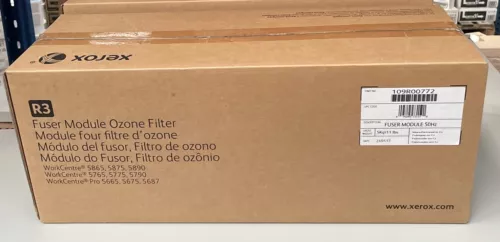 xerox
R3
Fuser Module Ozone Filter
Module four filtre d'ozone
Módulo del fusor, Filtro de ozono
Módulo do Fusor, Filtro de ozônio
WorkCentre® 5865, 5875, 5890
WorkCentre® 5765, 5775, 5790
WorkCentre® Pro 5665, 5675, 5687
109R00772
FUSER MODULE 50Hz
www.xerox.com